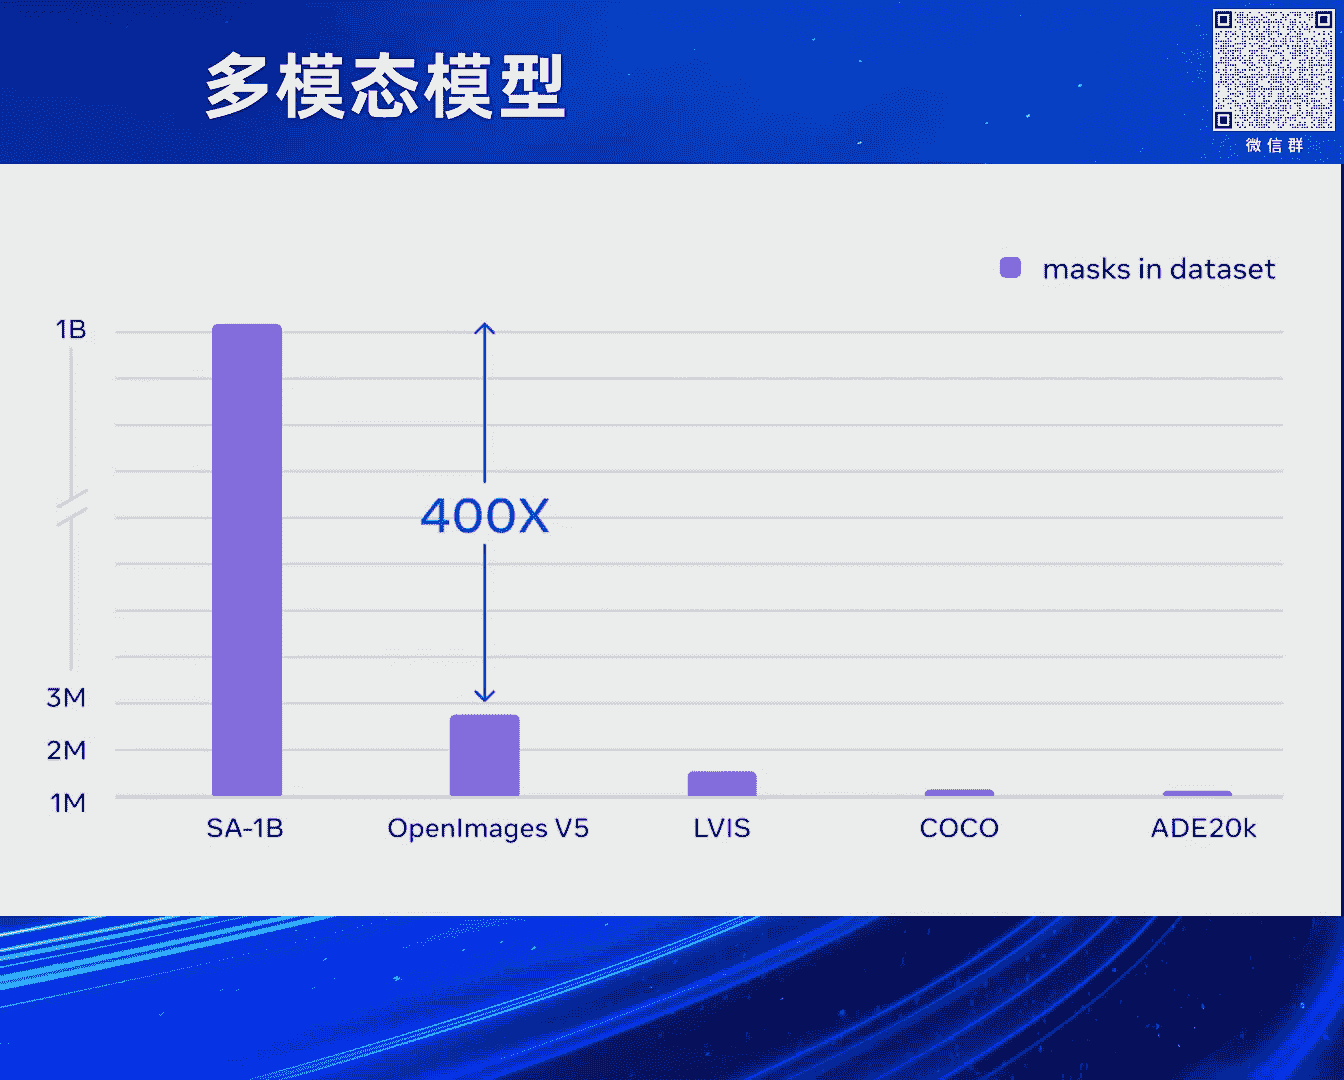 多模态模型
微信群
masks in dataset
1B
400X
3M
2M
1M
SA-1B
OpenImages V5
LVIS
COCO
ADE20k